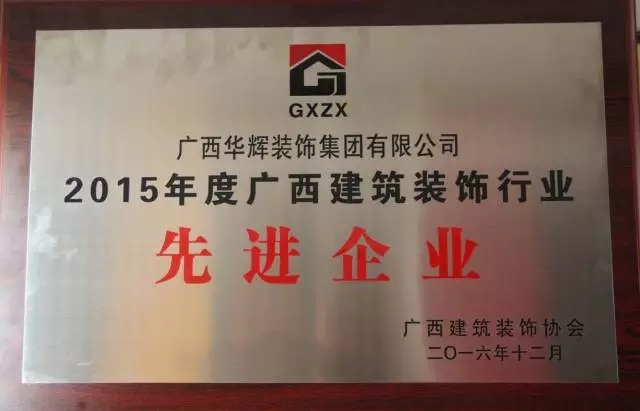 GXZX
广西华辉装饰集团有限公司
2015年度广西建筑装饰行业
先进企业
广西建筑装饰协会
二〇一六年十二月